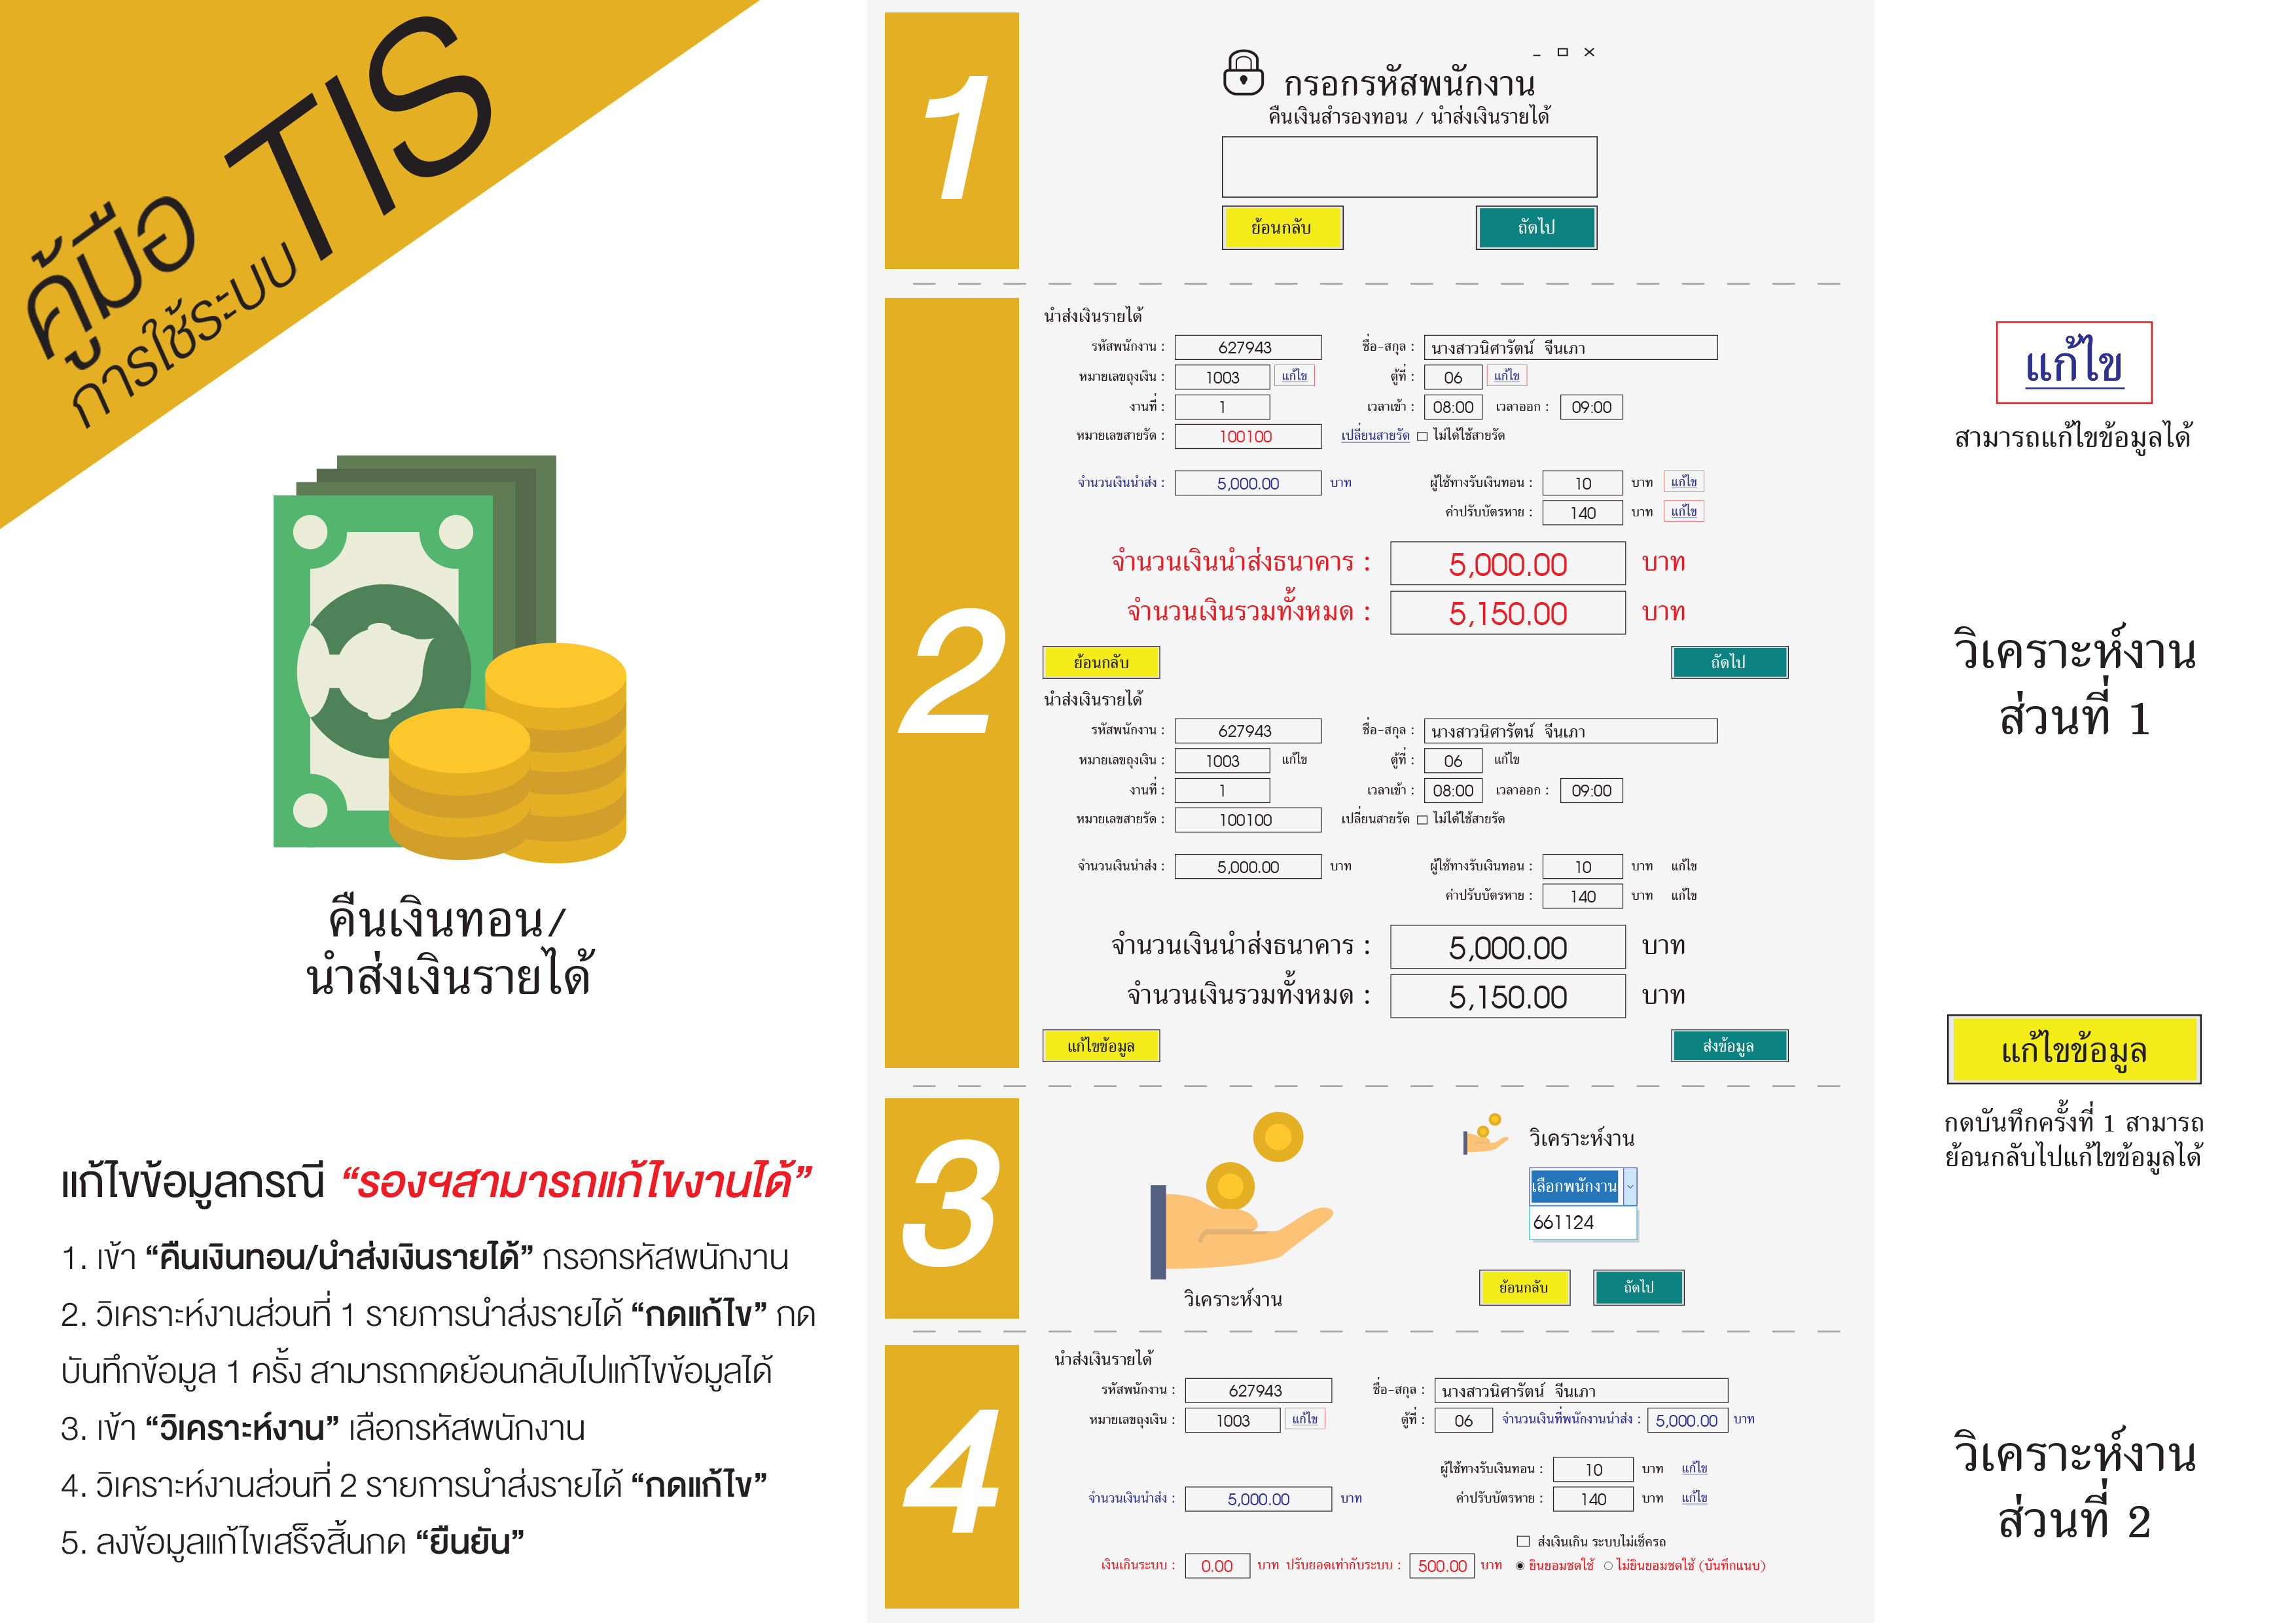 คู่มือ
การใช้ระบบ TIS
คืนเงินทอน/
นำส่งเงินรายได้
แก้ไขข้อมูลกรณี “รองฯสามารถแก้ไขงานได้”
1. เข้า “คืนเงินทอน/นำส่งเงินรายได้” กรอกรหัสพนักงาน
2. วิเคราะห์งานส่วนที่ 1 รายการนำส่งรายได้ “กดแก้ไข” กด
บันทึกข้อมูล 1 ครั้ง สามารถกดย้อนกลับไปแก้ไขข้อมูลได้
3. เข้า “วิเคราะห์งาน” เลือกรหัสพนักงาน
4. วิเคราะห์งานส่วนที่ 2 รายการนำส่งรายได้ “กดแก้ไข”
5. ลงข้อมูลแก้ไขเสร็จสิ้นกด “ยืนยัน”
1
กรอกรหัสพนักงาน
คืนเงินสำรองทอน / นำส่งเงินรายได้
ย้อนกลับ ถัดไป
2
นำส่งเงินรายได้
รหัสพนักงาน : 627943 ชื่อ-สกุล : นางสาวนิศารัตน์ จีนเภา
หมายเลขถุงเงิน : 1003 แก้ไข ตู้ที่ : 06 แก้ไข
งานที่ : 1 เวลาเข้า : 08:00 เวลาออก : 09:00
หมายเลขสายรัด : 100100 เปลี่ยนสายรัด ไม่ได้ใช้สายรัด
จำนวนเงินนำส่ง : 5,000.00 บาท ผู้ใช้ทางรับเงินทอน : 10 บาท แก้ไข
ค่าปรับบัตรหาย : 140 บาท แก้ไข
จำนวนเงินนำส่งธนาคาร : 5,000.00 บาท
จำนวนเงินรวมทั้งหมด : 5,150.00 บาท
ย้อนกลับ ถัดไป
นำส่งเงินรายได้
รหัสพนักงาน : 627943 ชื่อ-สกุล : นางสาวนิศารัตน์ จีนเภา
หมายเลขถุงเงิน : 1003 แก้ไข ตู้ที่ : 06 แก้ไข
งานที่ : 1 เวลาเข้า : 08:00 เวลาออก : 09:00
หมายเลขสายรัด : 100100 เปลี่ยนสายรัด ไม่ได้ใช้สายรัด
จำนวนเงินนำส่ง : 5,000.00 บาท ผู้ใช้ทางรับเงินทอน : 10 บาท แก้ไข
ค่าปรับบัตรหาย : 140 บาท แก้ไข
จำนวนเงินนำส่งธนาคาร : 5,000.00 บาท
จำนวนเงินรวมทั้งหมด : 5,150.00 บาท
แก้ไขข้อมูล ส่งข้อมูล
3
วิเคราะห์งาน
วิเคราะห์งาน
เลือกพนักงาน
661124
ย้อนกลับ ถัดไป
4
นำส่งเงินรายได้
รหัสพนักงาน : 627943 ชื่อ-สกุล : นางสาวนิศารัตน์ จีนเภา
หมายเลขถุงเงิน : 1003 แก้ไข ตู้ที่ : 06 จำนวนเงินที่พนักงานนำส่ง : 5,000.00 บาท
ผู้ใช้ทางรับเงินทอน : 10 บาท แก้ไข
จำนวนเงินนำส่ง : 5,000.00 บาท ค่าปรับบัตรหาย : 140 บาท แก้ไข
ส่งเงินเกิน ระบบไม่เช็ครถ
เงินเกินระบบ : 0.00 บาท ปรับยอดเท่ากับระบบ : 500.00 บาท ยินยอมชดใช้ ไม่ยินยอมชดใช้ (บันทึกแนบ)
แก้ไข
สามารถแก้ไขข้อมูลได้
วิเคราะห์งาน
ส่วนที่ 1
แก้ไขข้อมูล
กดบันทึกครั้งที่ 1 สามารถ
ย้อนกลับไปแก้ไขข้อมูลได้
วิเคราะห์งาน
ส่วนที่ 2